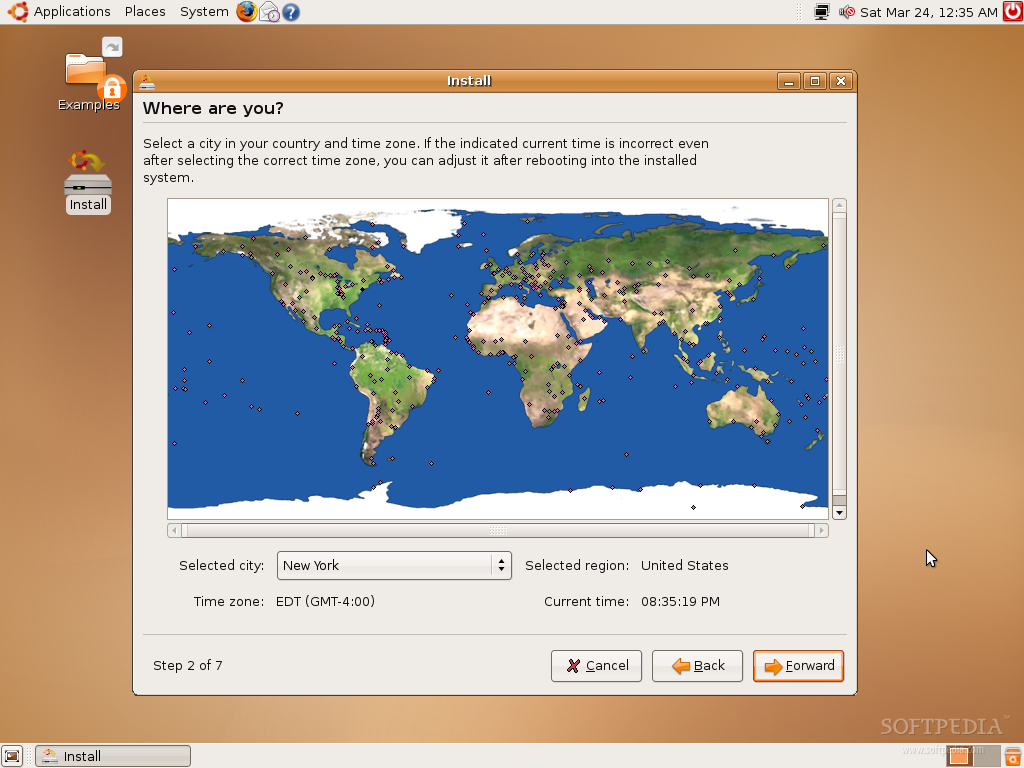 Applications Places System
Sat Mar 24, 12:35 AM
Examples
Install
Install
Where are you?
Select a city in your country and time zone. If the indicated current time is incorrect even
after selecting the correct time zone, you can adjust it after rebooting into the installed
system.
Selected city: New York Selected region: United States
Time zone: EDT (GMT-4:00) Current time: 08:35:19 PM
Step 2 of 7
Cancel Back Forward
SOFTPEDIA
Install